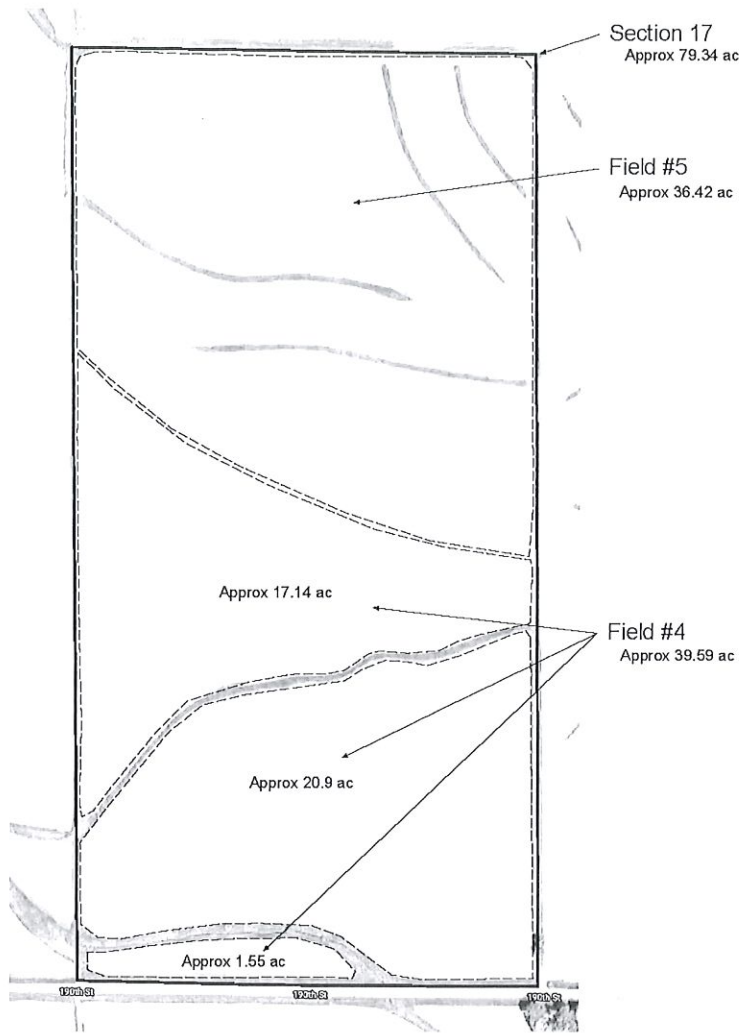 Section 17
Approx 79.34 ac
Field #5
Approx 36.42 ac
Approx 17.14 ac
Field #4
Approx 39.59 ac
Approx 20.9 ac
Approx 1.55 ac
190th St
190th St
190th St